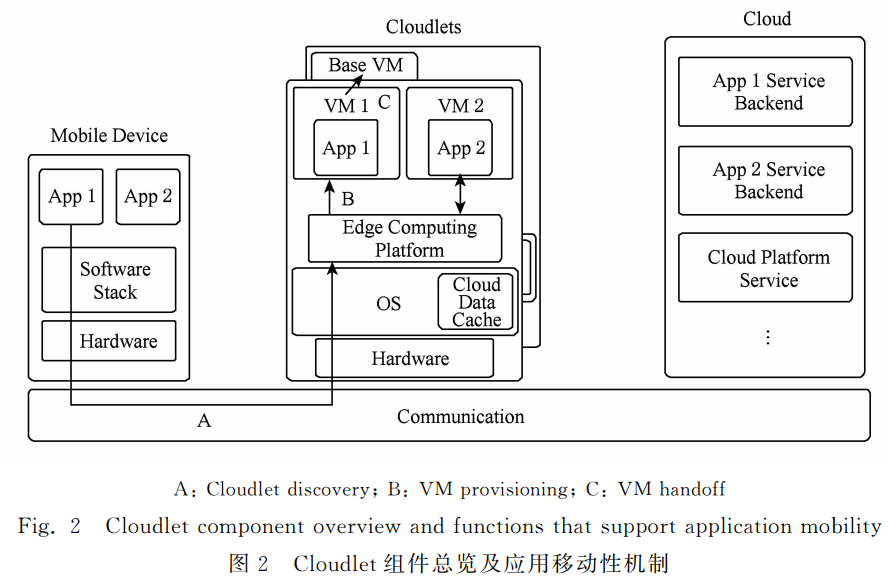 Cloudlets
Cloud
Mobile Device
Base VM
VM 1
C
VM 2
App 1
App 2
B
Edge Computing
Platform
OS
Cloud
Data
Cache
Hardware
App 1
App 2
Software
Stack
Hardware
App 1 Service
Backend
App 2 Service
Backend
Cloud Platform
Service
⋮
A
Communication
A: Cloudlet discovery; B: VM provisioning; C: VM handoff
Fig. 2 Cloudlet component overview and functions that support application mobility
图 2 Cloudlet 组件总览及应用移动性机制